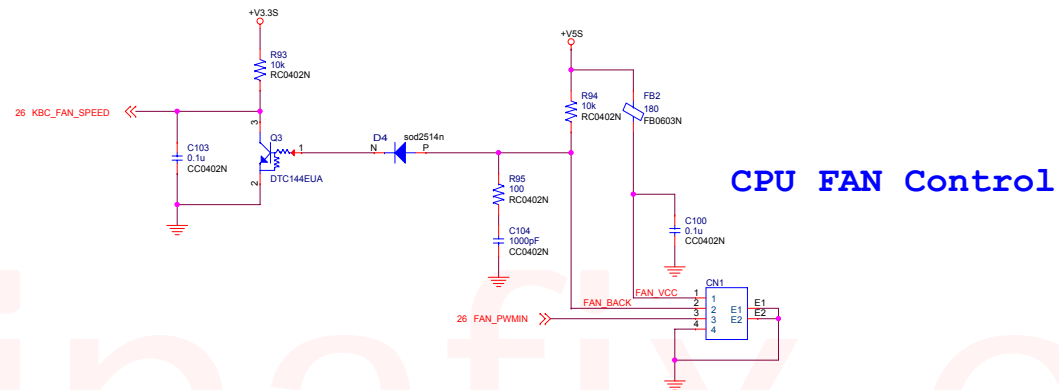 +V3.3S
R93
10k
RC0402N
26 KBC_FAN_SPEED
3
Q3
1
2
DTC144EUA
C103
0.1u
CC0402N
D4
sod2514n
N
P
R95
100
RC0402N
C104
1000pF
CC0402N
+V5S
R94
10k
RC0402N
FB2
180
FB0603N
CPU FAN Control
C100
0.1u
CC0402N
CN1
FAN_VCC
1
1
FAN_BACK
2
2
26 FAN_PWMIN
3
3
4
4
E1
E1
E2
E2